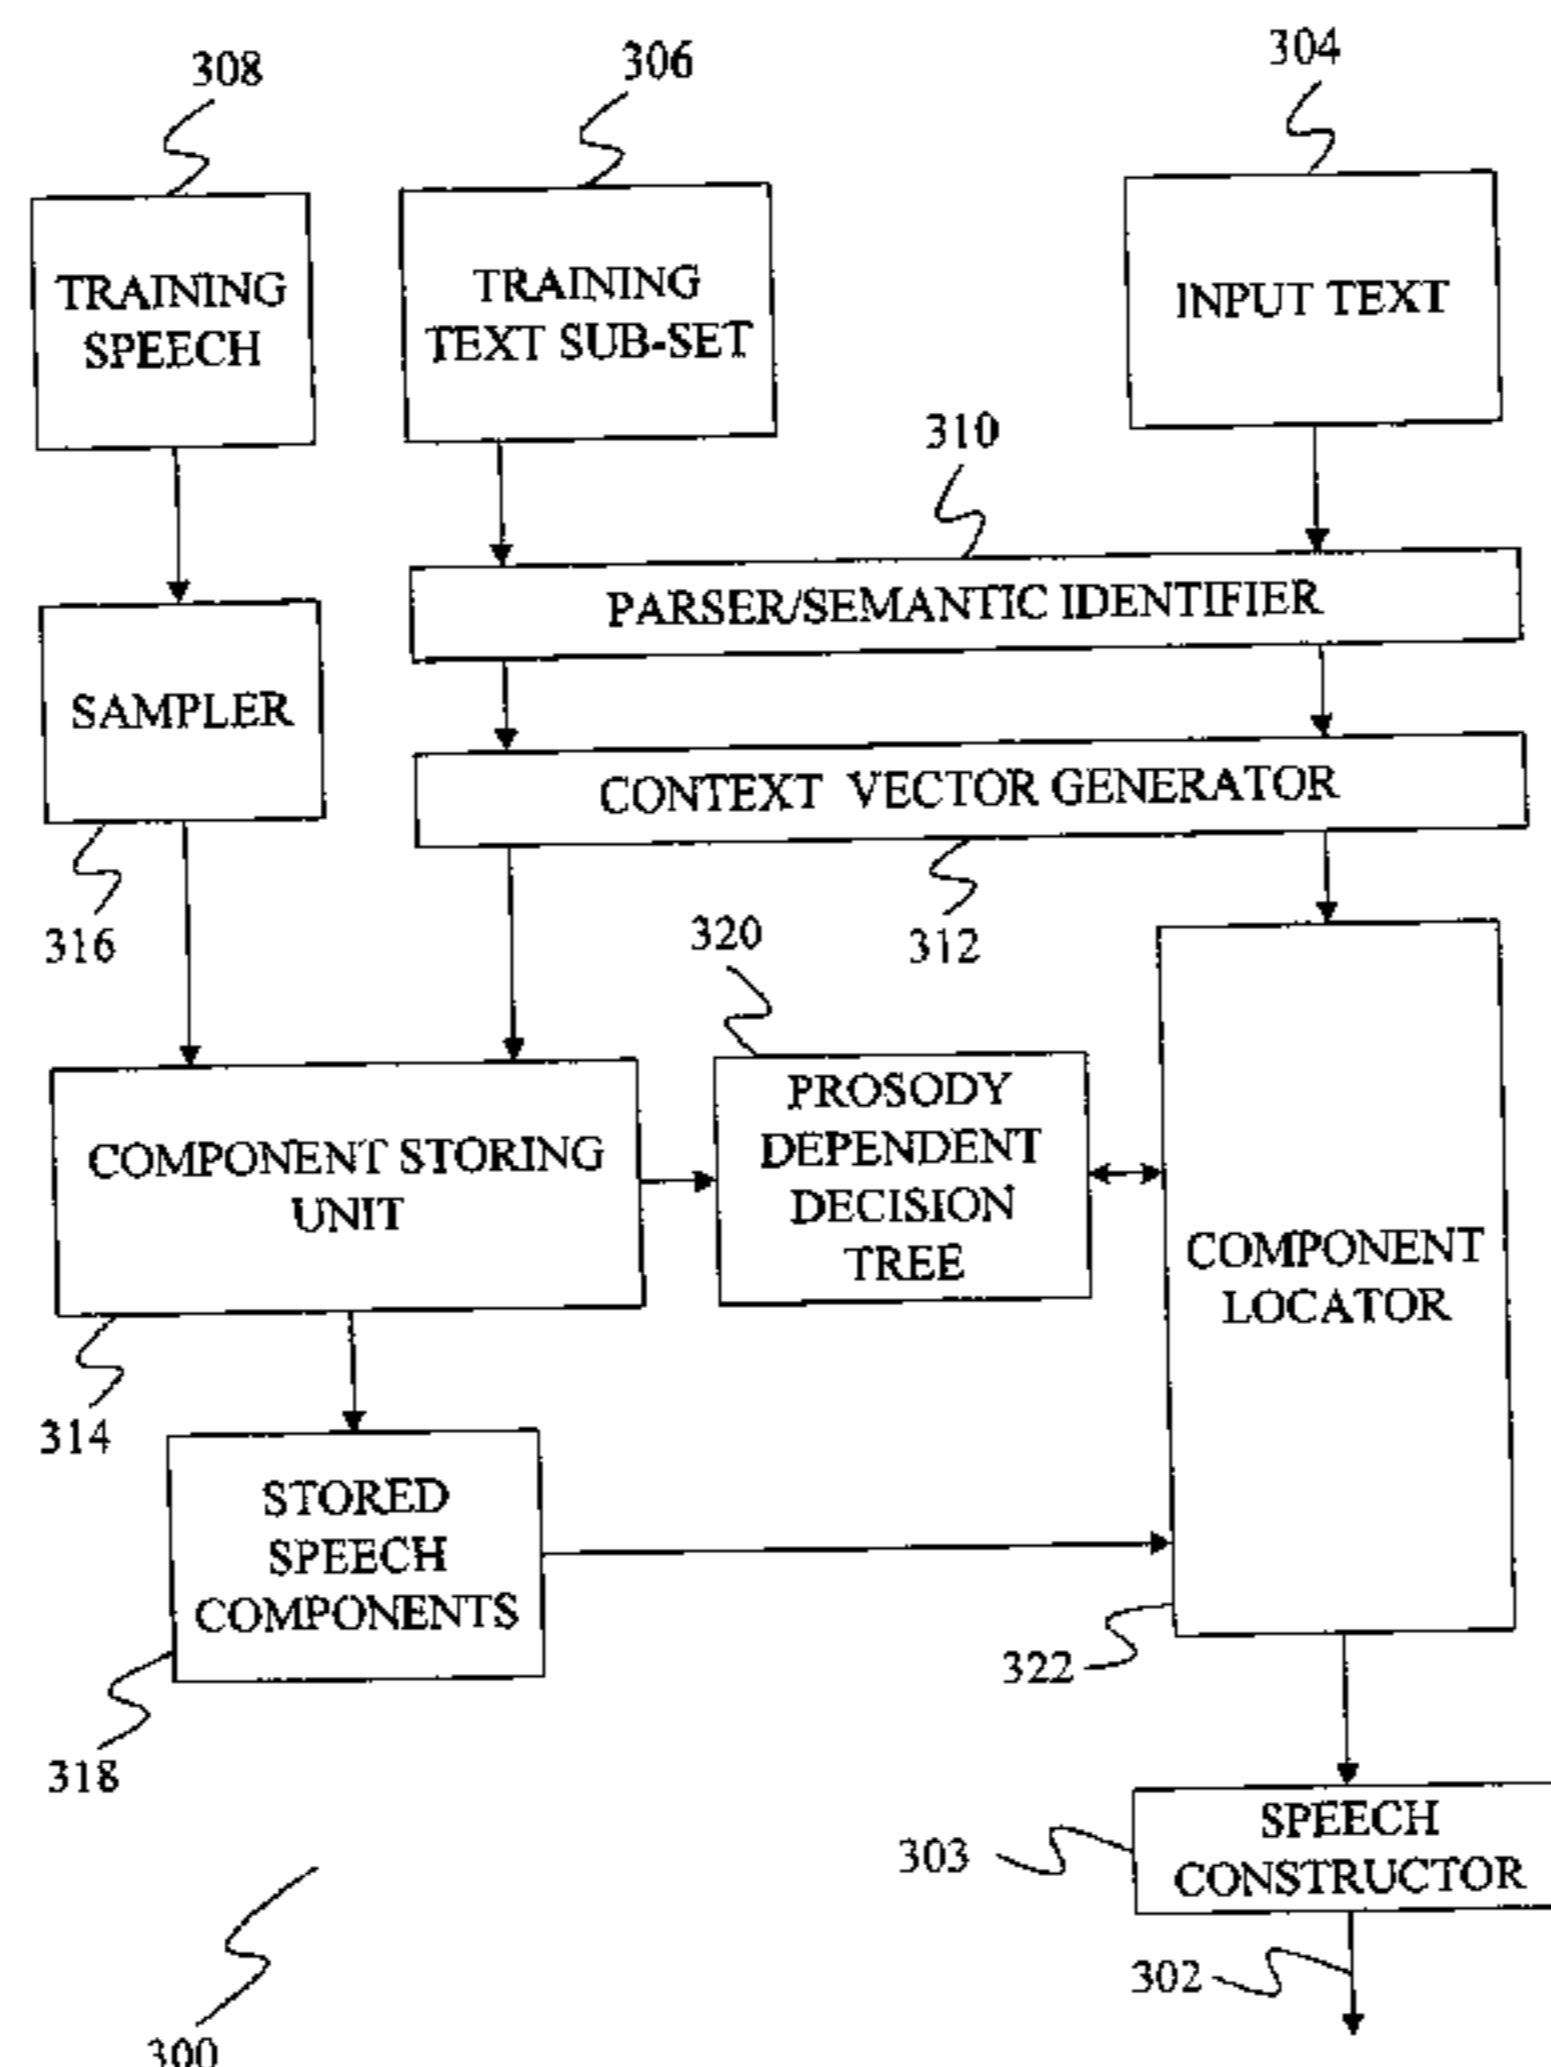 308
306
304
TRAINING
SPEECH
TRAINING
TEXT SUB-SET
INPUT TEXT
310
PARSER/SEMANTIC IDENTIFIER
SAMPLER
CONTEXT VECTOR GENERATOR
316
320
312
COMPONENT STORING
UNIT
PROSODY
DEPENDENT
DECISION
TREE
COMPONENT
LOCATOR
314
STORED
SPEECH
COMPONENTS
322
318
SPEECH
CONSTRUCTOR
303
302
300